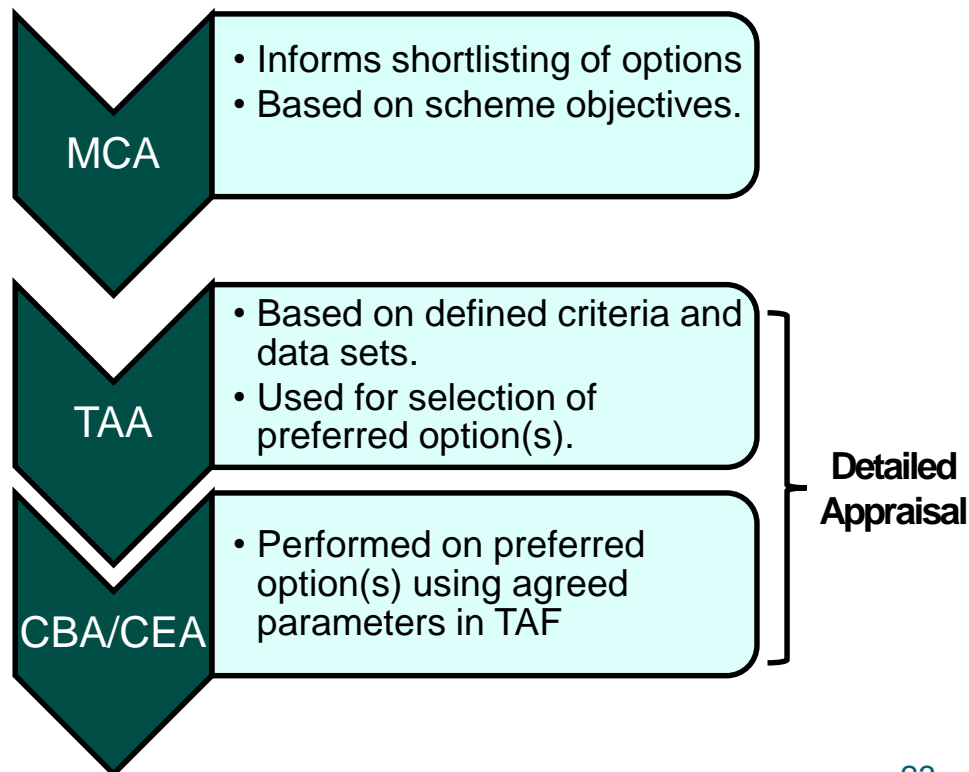 MCA
• Informs shortlisting of options
• Based on scheme objectives.
TAA
• Based on defined criteria and
data sets.
• Used for selection of
preferred option(s).
CBA/CEA
• Performed on preferred
option(s) using agreed
parameters in TAF
Detailed
Appraisal